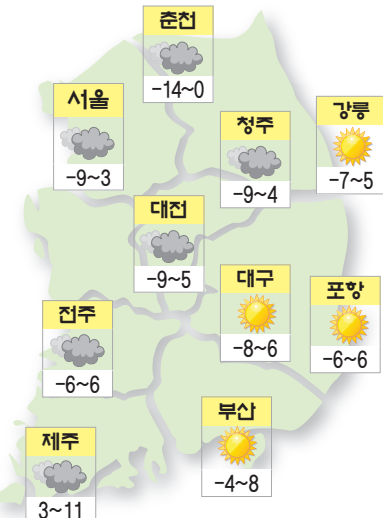 춘천
-14~0
서울
-9~3
청주
-9~4
강릉
-7~5
대전
-9~5
대구
-8~6
포항
-6~6
전주
-6~6
부산
-4~8
제주
3~11